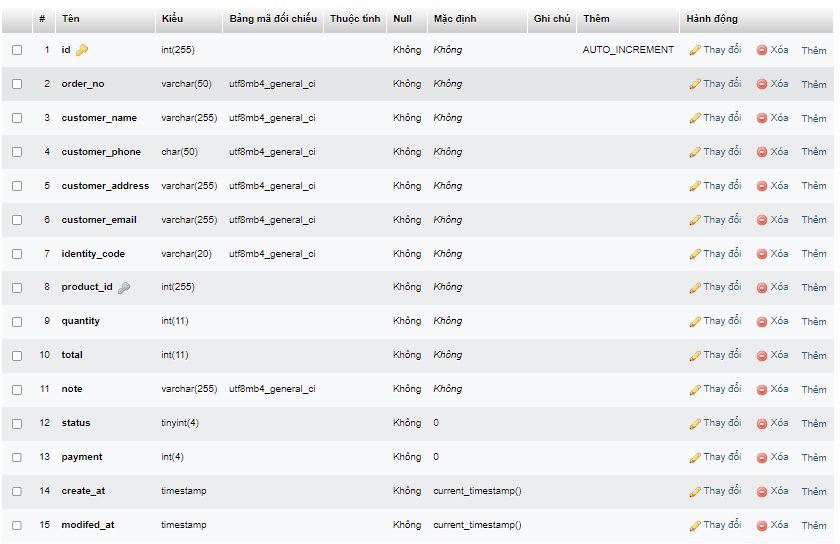 # Tên Kiểu Bảng mã đối chiếu Thuộc tính Null Mặc định Ghi chú Thêm Hành động
1 id int(255) Không Không AUTO_INCREMENT Thay đổi Xóa Thêm
2 order_no varchar(50) utf8mb4_general_ci Không Không Thay đổi Xóa Thêm
3 customer_name varchar(255) utf8mb4_general_ci Không Không Thay đổi Xóa Thêm
4 customer_phone char(50) utf8mb4_general_ci Không Không Thay đổi Xóa Thêm
5 customer_address varchar(255) utf8mb4_general_ci Không Không Thay đổi Xóa Thêm
6 customer_email varchar(255) utf8mb4_general_ci Không Không Thay đổi Xóa Thêm
7 identity_code varchar(20) utf8mb4_general_ci Không Không Thay đổi Xóa Thêm
8 product_id int(255) Không Không Thay đổi Xóa Thêm
9 quantity int(11) Không Không Thay đổi Xóa Thêm
10 total int(11) Không Không Thay đổi Xóa Thêm
11 note varchar(255) utf8mb4_general_ci Không Không Thay đổi Xóa Thêm
12 status tinyint(4) Không 0 Thay đổi Xóa Thêm
13 payment int(4) Không 0 Thay đổi Xóa Thêm
14 create_at timestamp Không current_timestamp() Thay đổi Xóa Thêm
15 modifed_at timestamp Không current_timestamp() Thay đổi Xóa Thêm